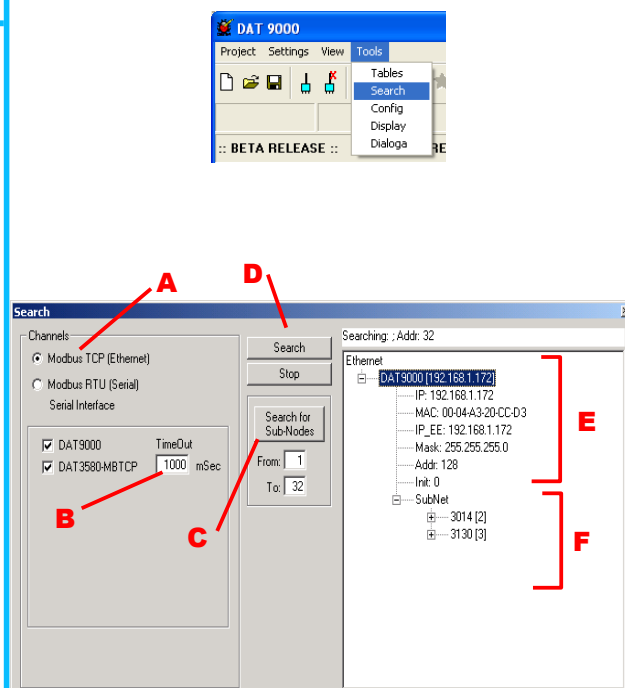 DAT 9000
Project Settings View Tools
Tables
Search
Config
Display
Dialoga
:: BETA RELEASE :: RE
A
D
Search
Channels
Modbus TCP (Ethernet)
Modbus RTU (Serial)
Serial Interface
DAT9000 TimeOut
DAT3580-MBTCP 1000 mSec
B
Search
Stop
Search for
Sub-Nodes
From: 1
To: 32
C
Searching: ; Addr: 32
Ethernet
DAT9000 [192.168.1.172]
IP: 192.168.1.172
MAC: 00-04-A3-20-CC-D3
IP_EE: 192.168.1.172
Mask: 255.255.255.0
Addr: 128
Init: 0
SubNet
3014 [2]
3130 [3]
E
F